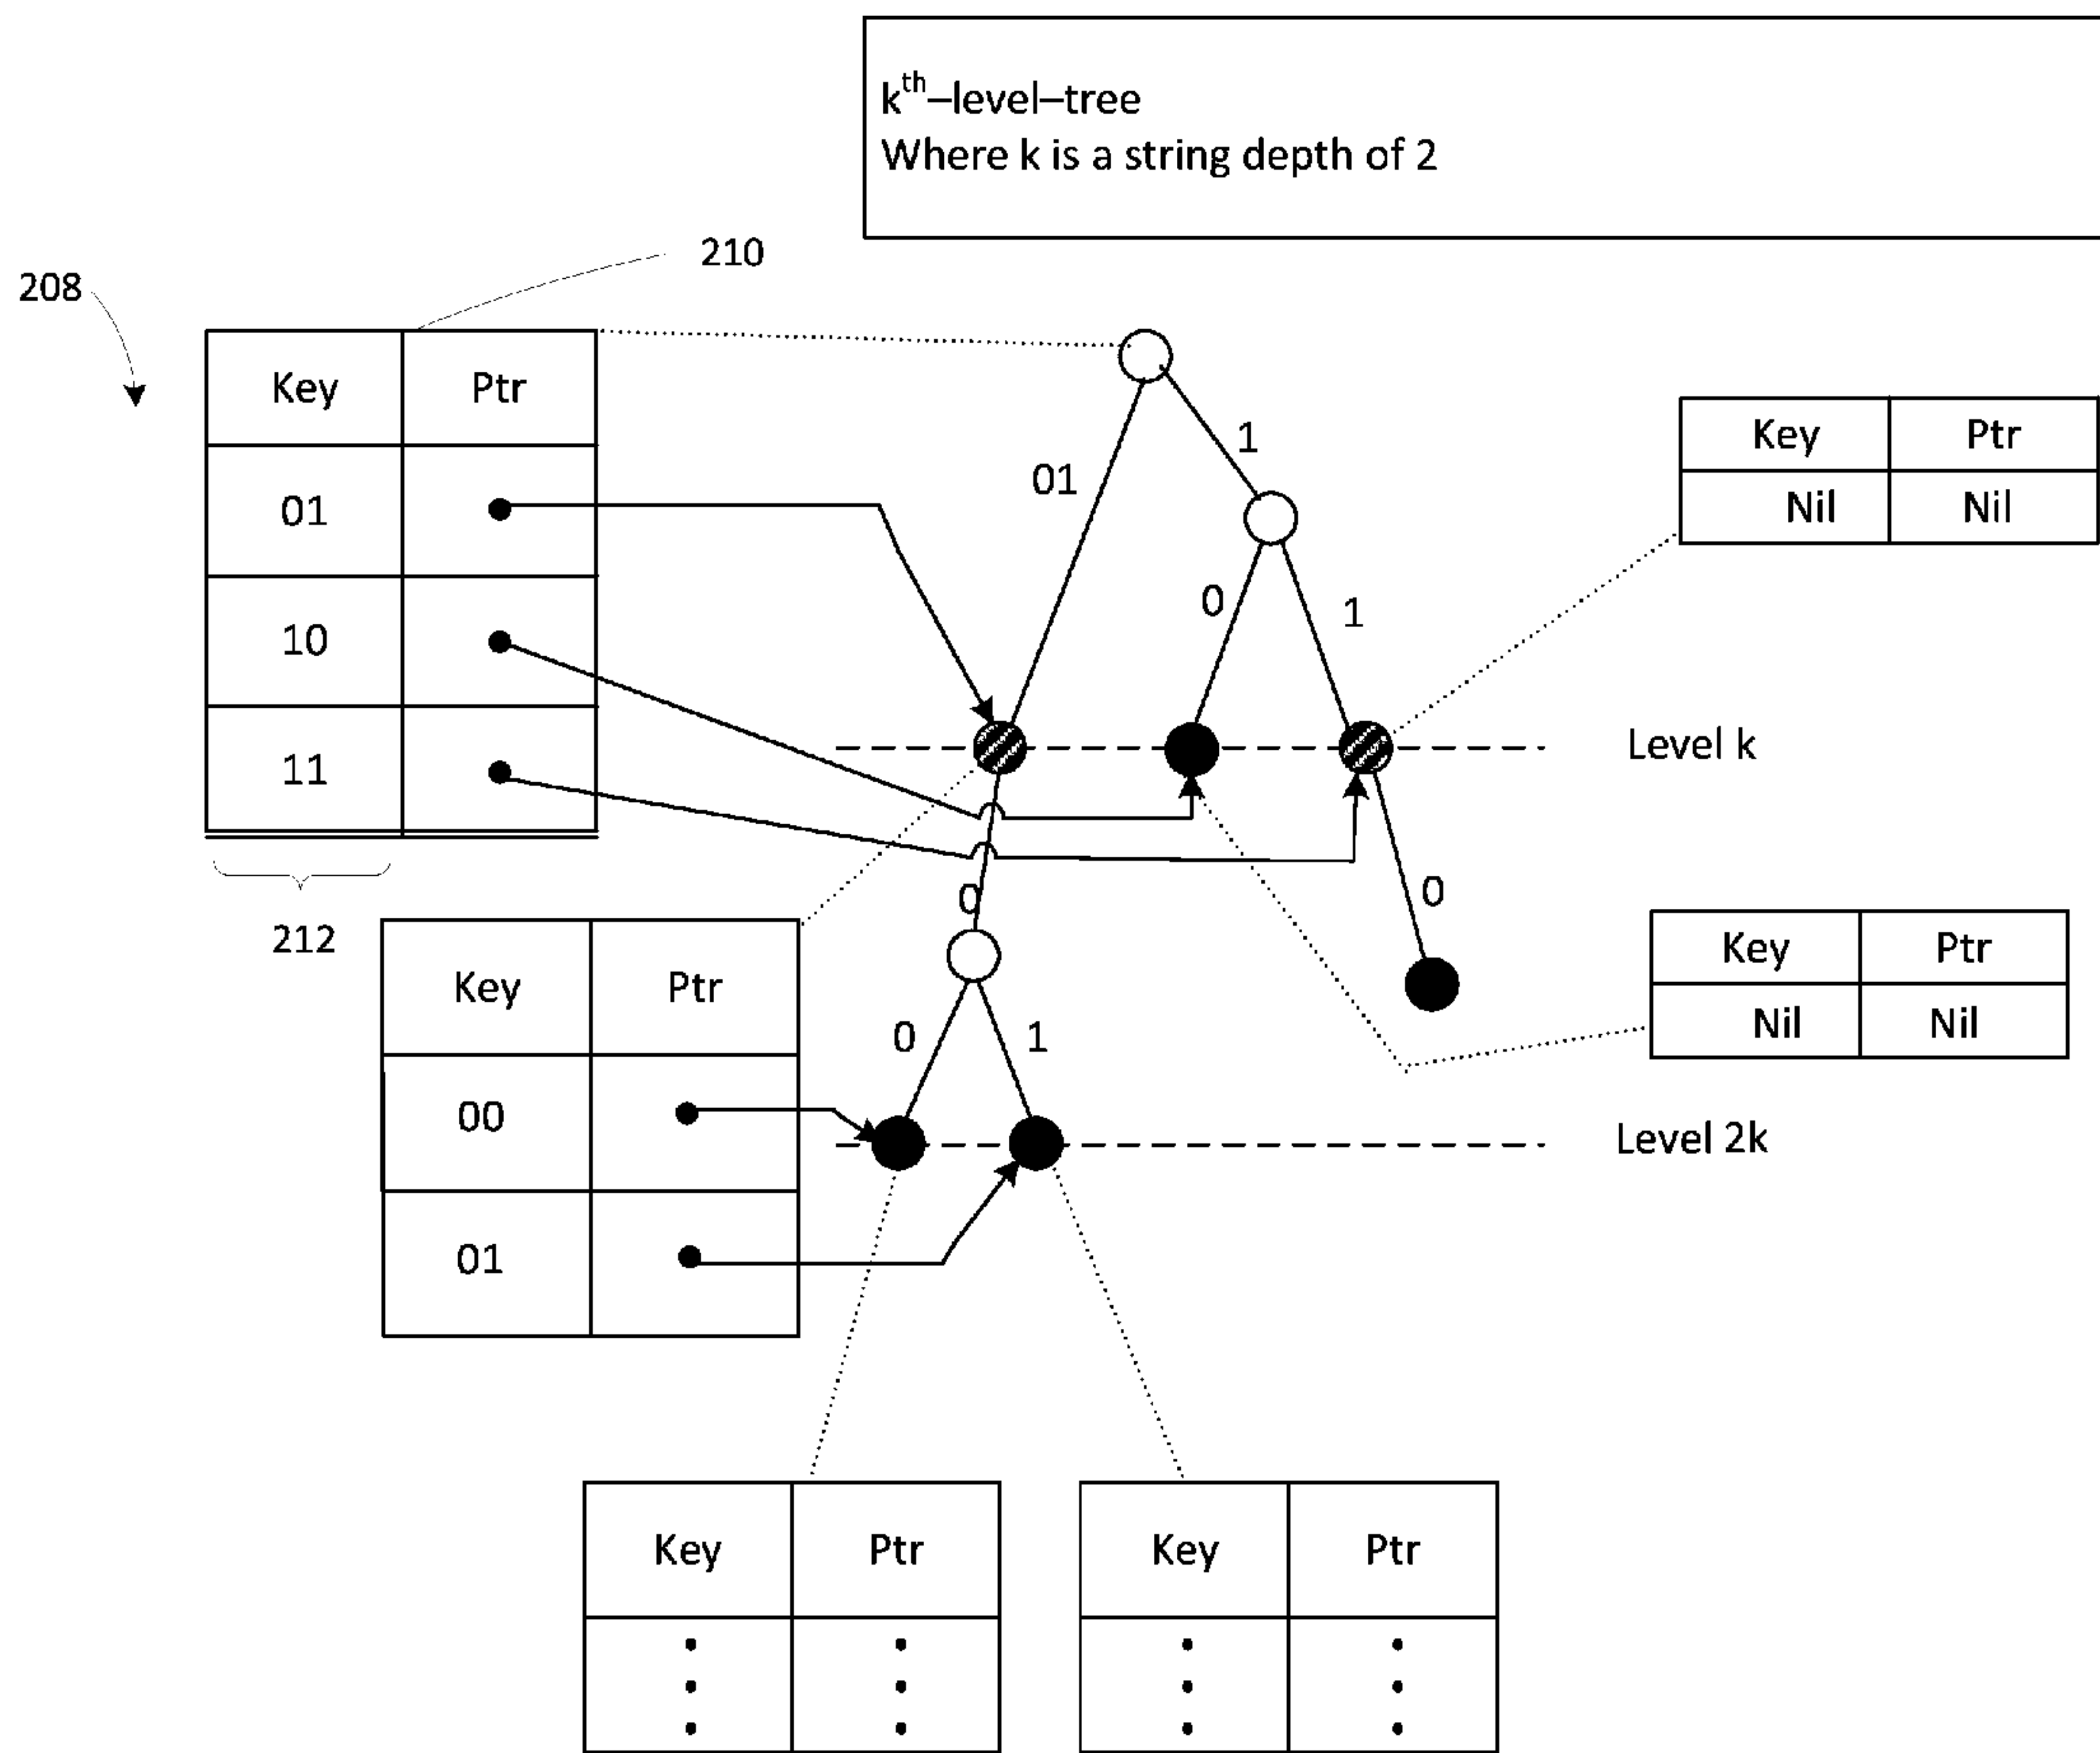 kth–level–tree
Where k is a string depth of 2
210
208
Key Ptr
01
10
11
212
01
1
0
1
Key Ptr
Nil Nil
Level k
0
0
Key Ptr
00
01
0
1
Key Ptr
Nil Nil
Level 2k
Key Ptr
Key Ptr